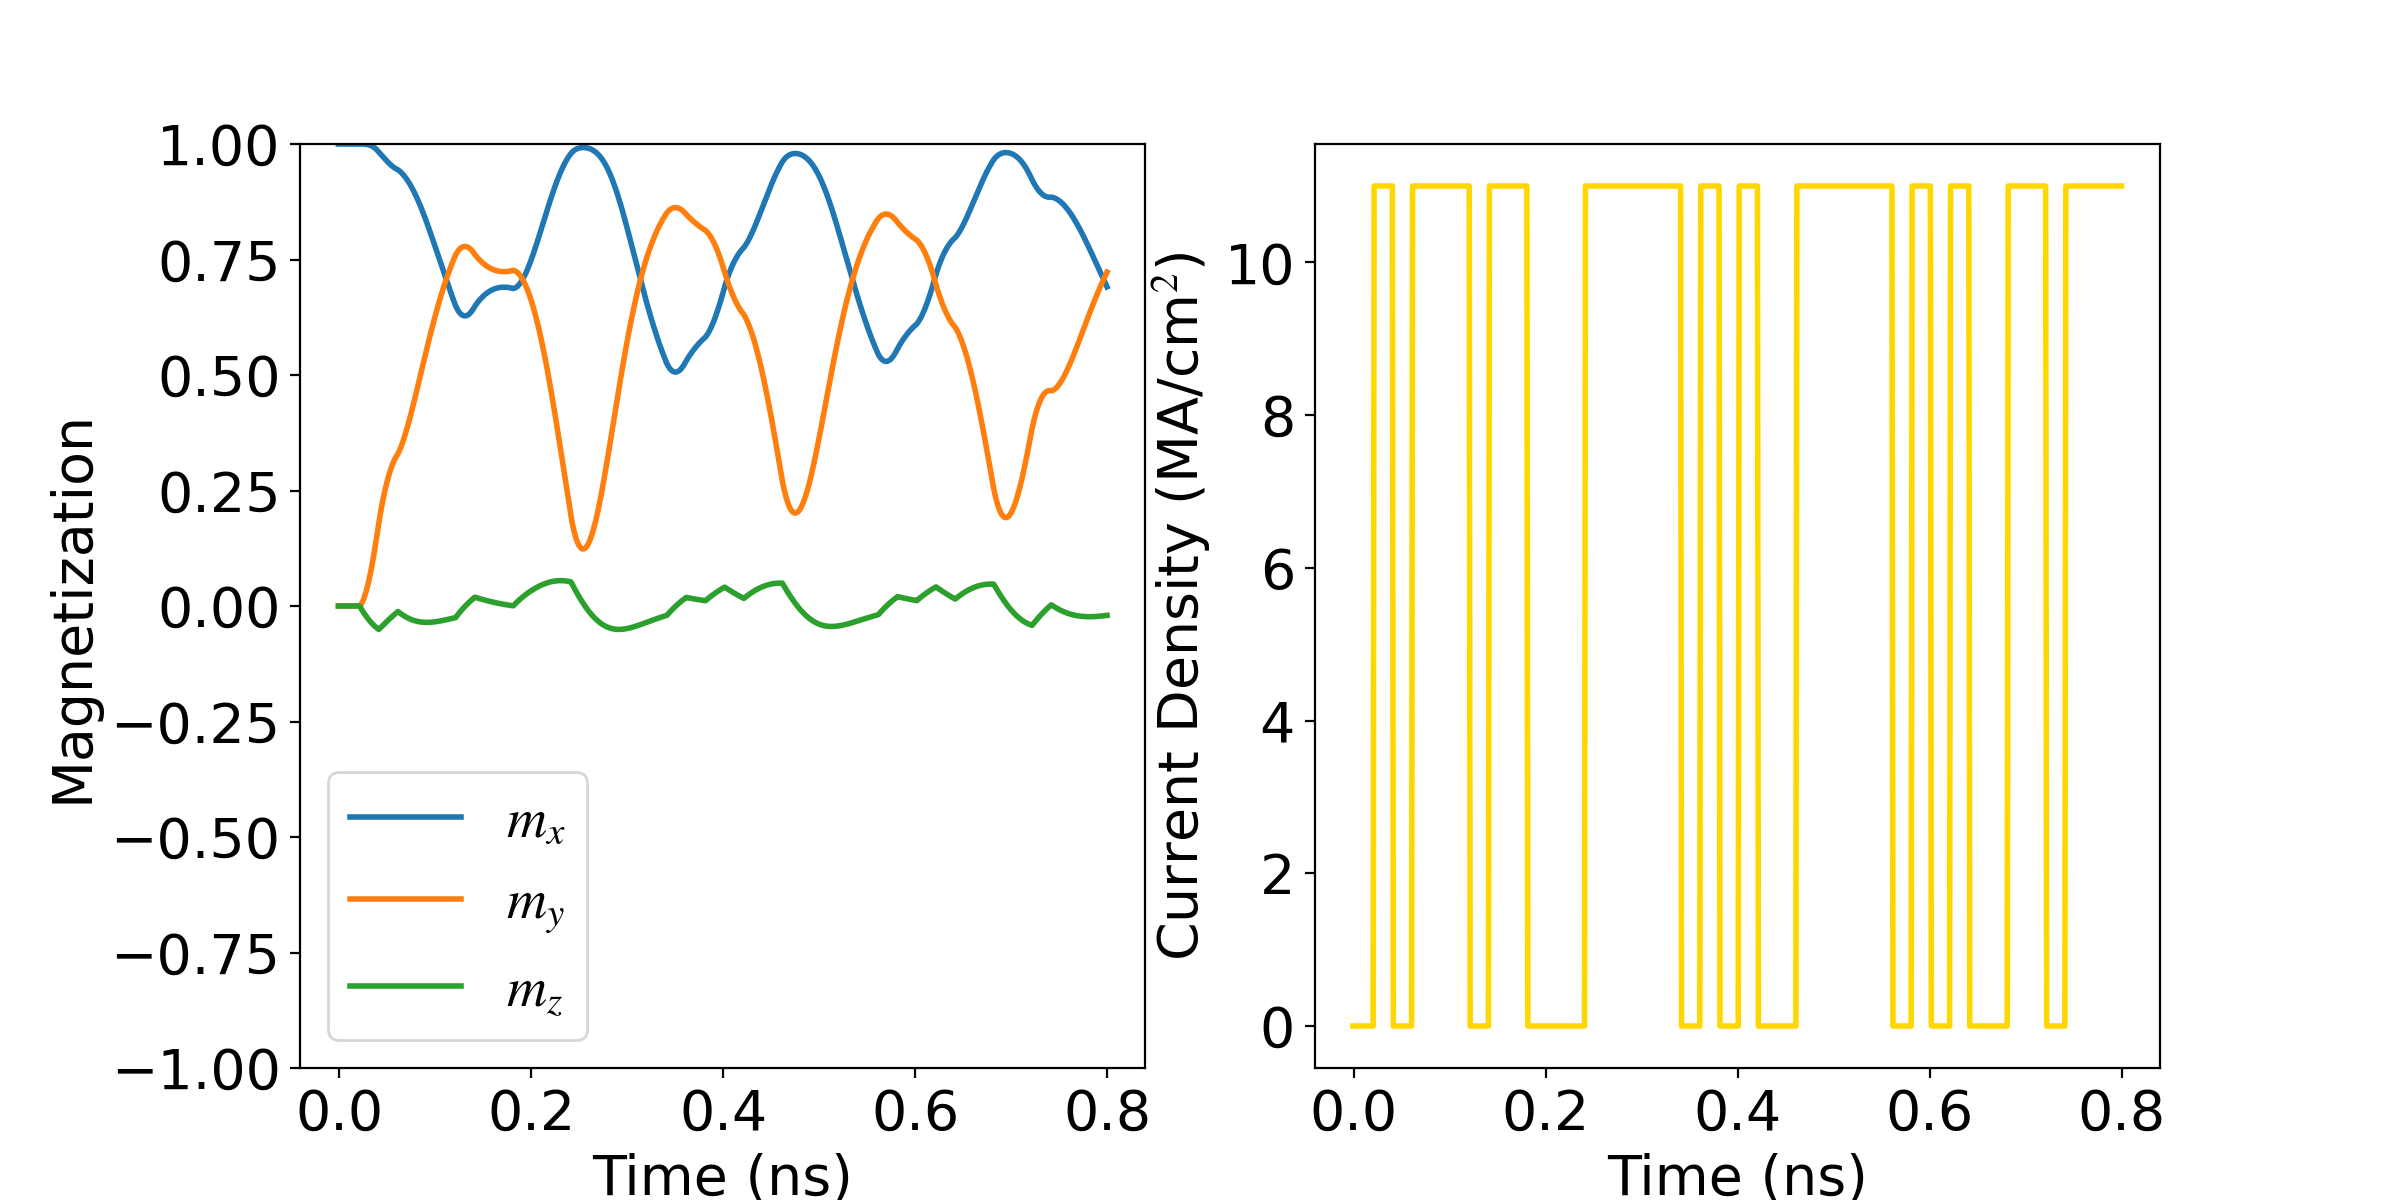 1.00
0.75
0.50
0.25
0.00
−0.25
−0.50
−0.75
−1.00
Magnetization
m_x
m_y
m_z
0.0 0.2 0.4 0.6 0.8
Time (ns)
Current Density (MA/cm²)
10
8
6
4
2
0
0.0 0.2 0.4 0.6 0.8
Time (ns)